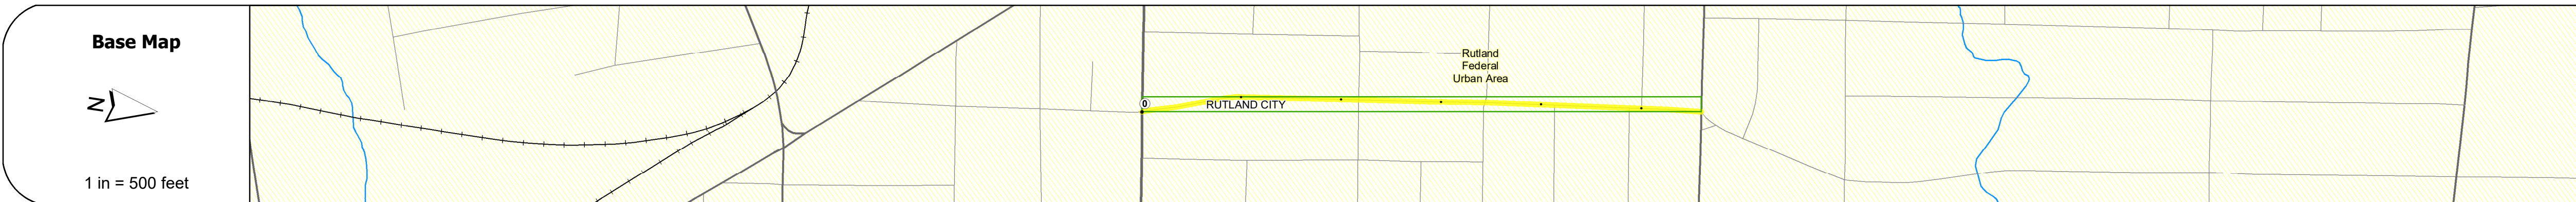 Base Map
N
1 in = 500 feet
0
RUTLAND CITY
Rutland
Federal
Urban Area